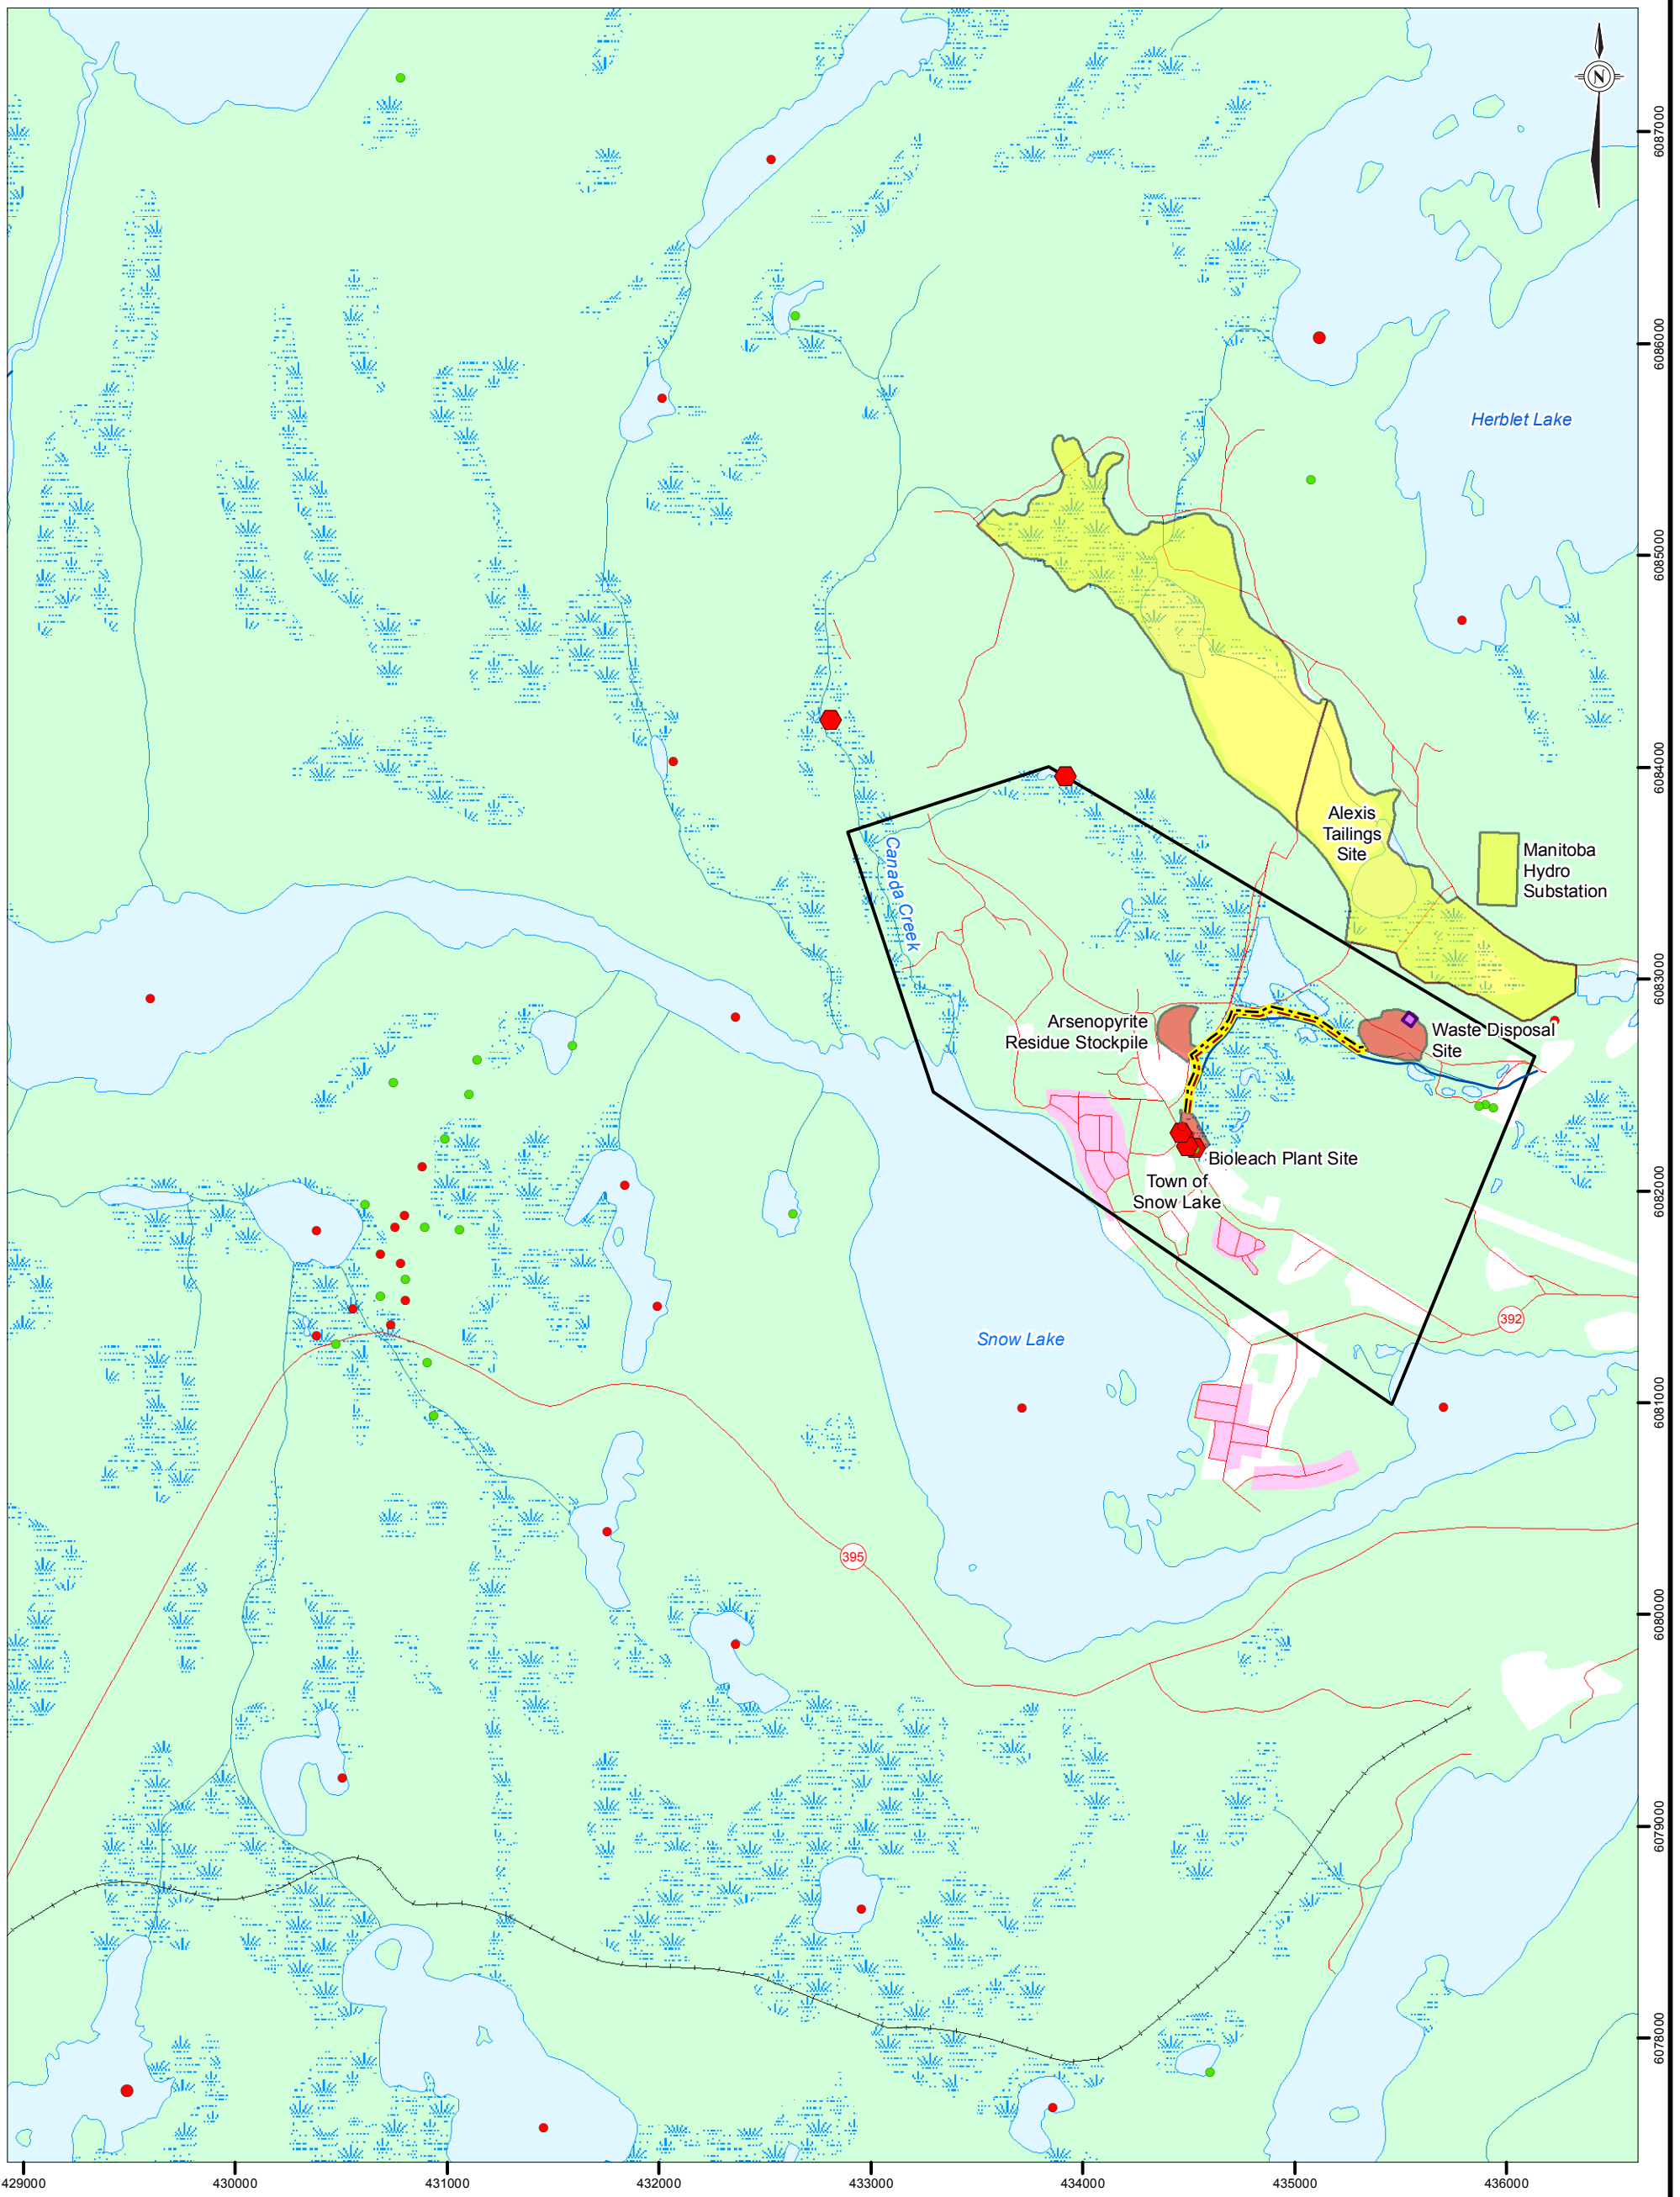 N
6087000
6086000
Herblet Lake
6085000
6084000
Alexis
Tailings
Site
Manitoba
Hydro
Substation
Canada Creek
6083000
Arsenopyrite
Residue Stockpile
Waste Disposal
Site
Bioleach Plant Site
Town of
Snow Lake
6082000
392
Snow Lake
6081000
395
6080000
6079000
6078000
429000
430000
431000
432000
433000
434000
435000
436000